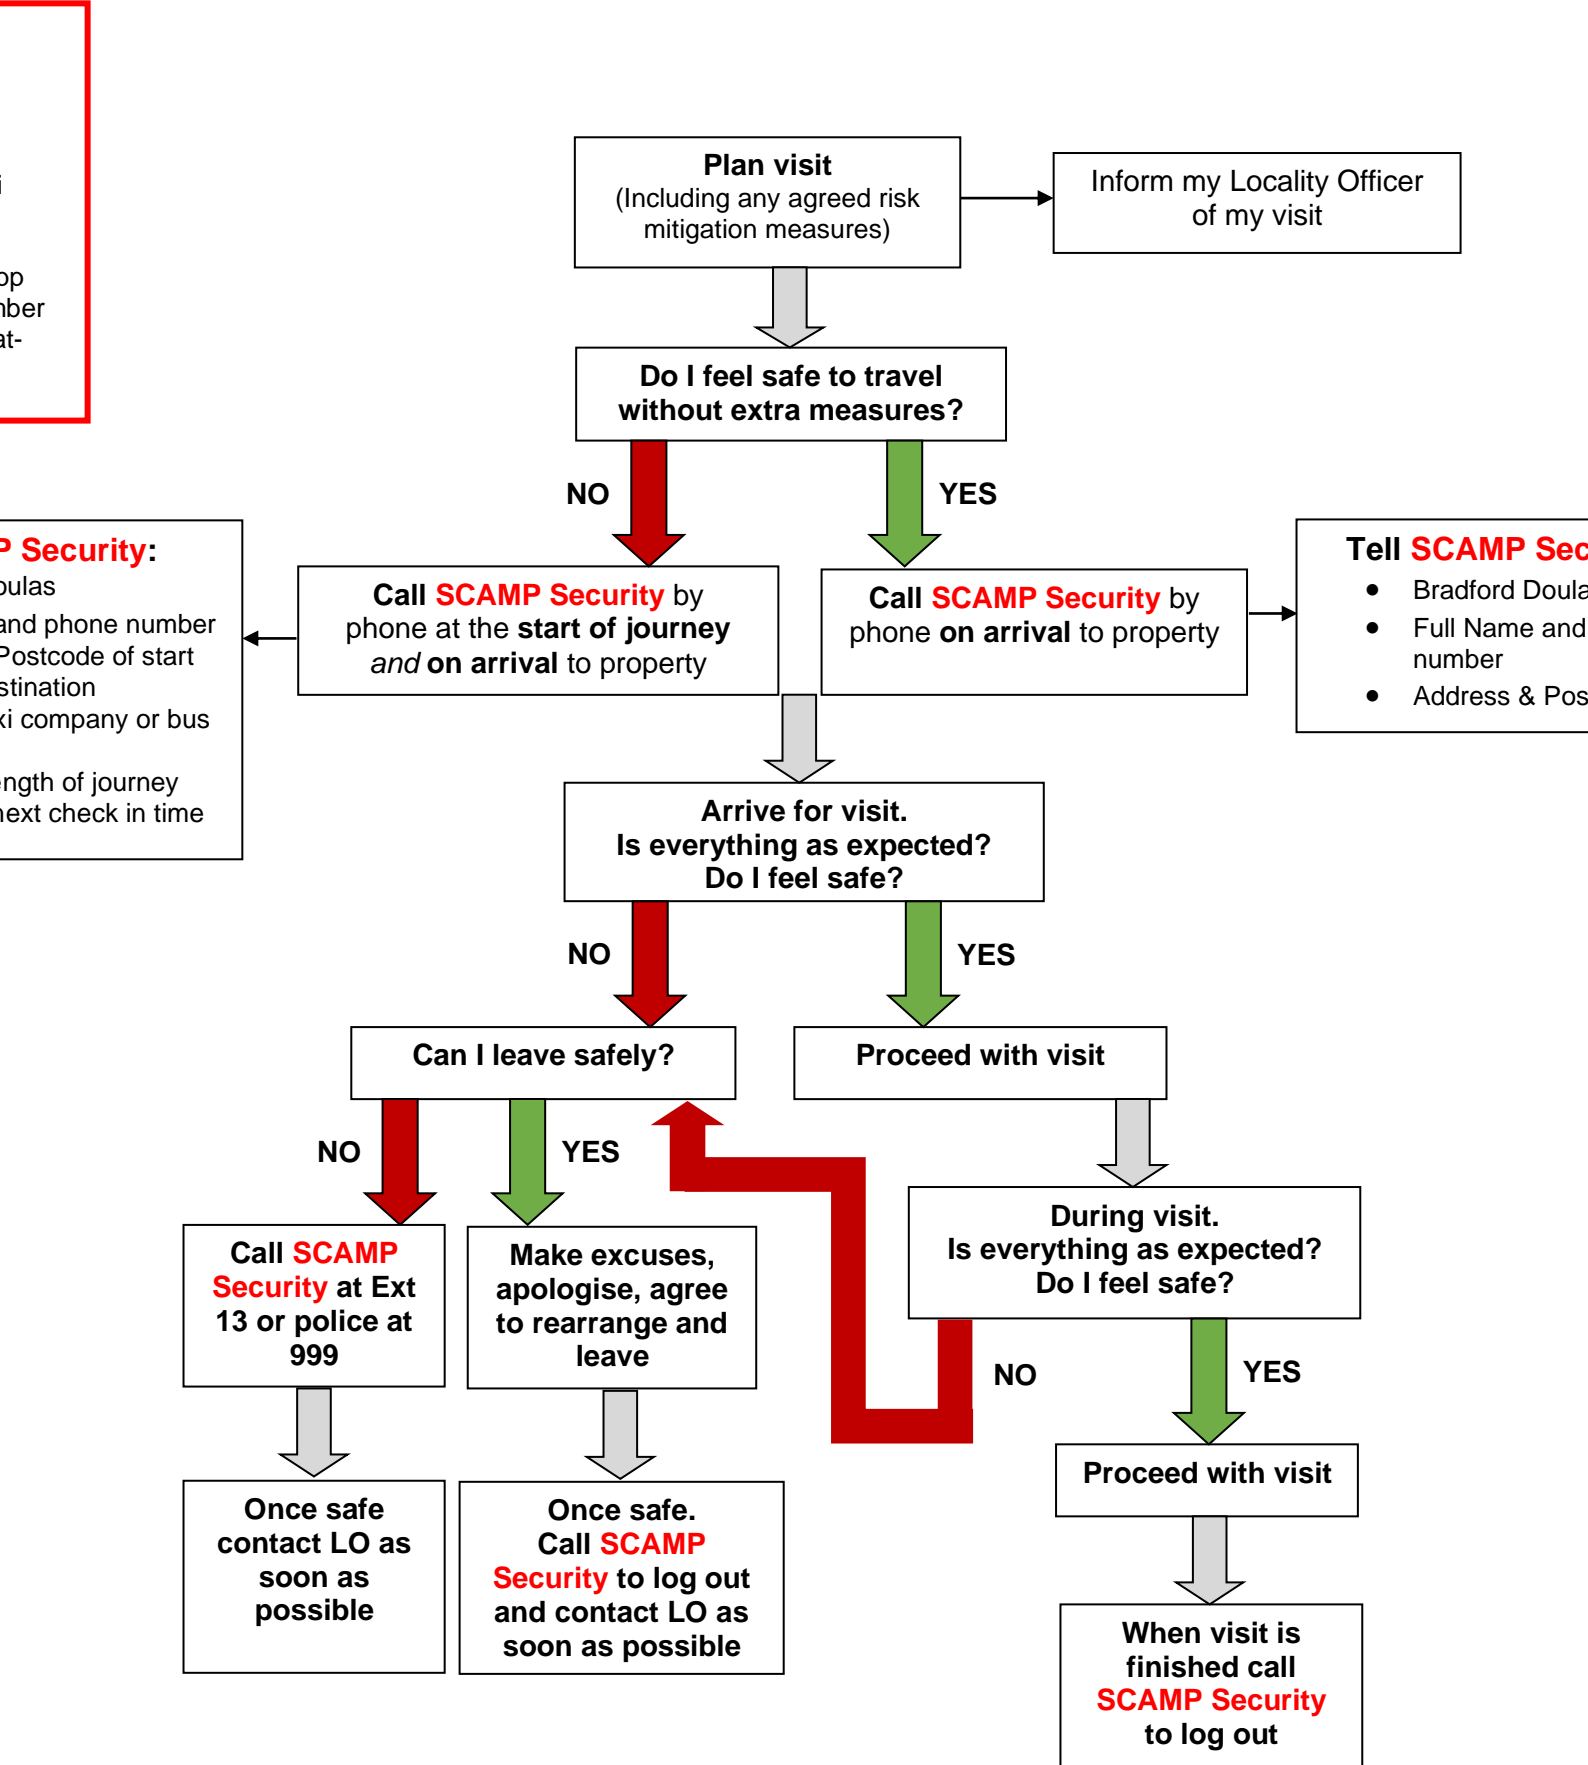 Plan visit
(Including any agreed risk
mitigation measures)
Inform my Locality Officer
of my visit
Do I feel safe to travel
without extra measures?
NO
YES
Security:
and phone number
Postcode of start
company or bus
of journey
check in time
Call SCAMP Security by
phone at the start of journey
and on arrival to property
Call SCAMP Security by
phone on arrival to property
Tell SCAMP
Bradford
Full Name and
number
Address &
Arrive for visit.
Is everything as expected?
Do I feel safe?
NO
YES
Can I leave safely?
Proceed with visit
NO
YES
During visit.
Is everything as expected?
Do I feel safe?
Call SCAMP
Security at Ext
13 or police at
999
Make excuses,
apologise, agree
to rearrange and
leave
NO
YES
Proceed with visit
Once safe
contact LO as
soon as
possible
Once safe.
Call SCAMP
Security to log out
and contact LO as
soon as possible
When visit is
finished call
SCAMP Security
to log out